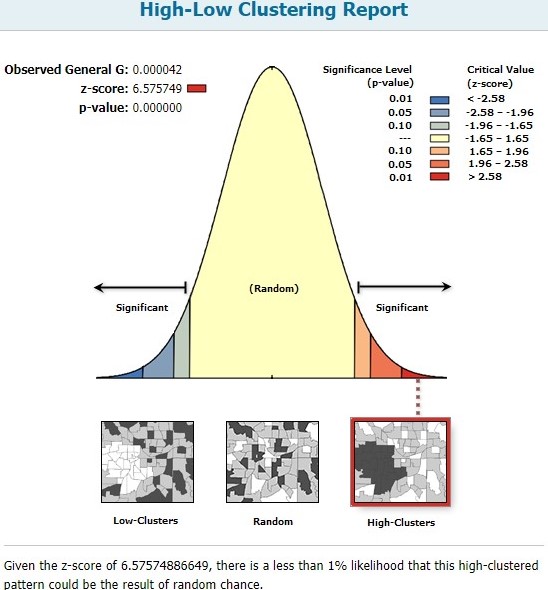 High-Low Clustering Report
Observed General G: 0.000042
z-score: 6.575749
p-value: 0.000000
Significance Level
(p-value)
Critical Value
(z-score)
0.01 < -2.58
0.05 -2.58 - -1.96
0.10 -1.96 - -1.65
--- -1.65 - 1.65
0.10 1.65 - 1.96
0.05 1.96 - 2.58
0.01 > 2.58
(Random)
Significant
Significant
Low-Clusters
Random
High-Clusters
Given the z-score of 6.57574886649, there is a less than 1% likelihood that this high-clustered
pattern could be the result of random chance.